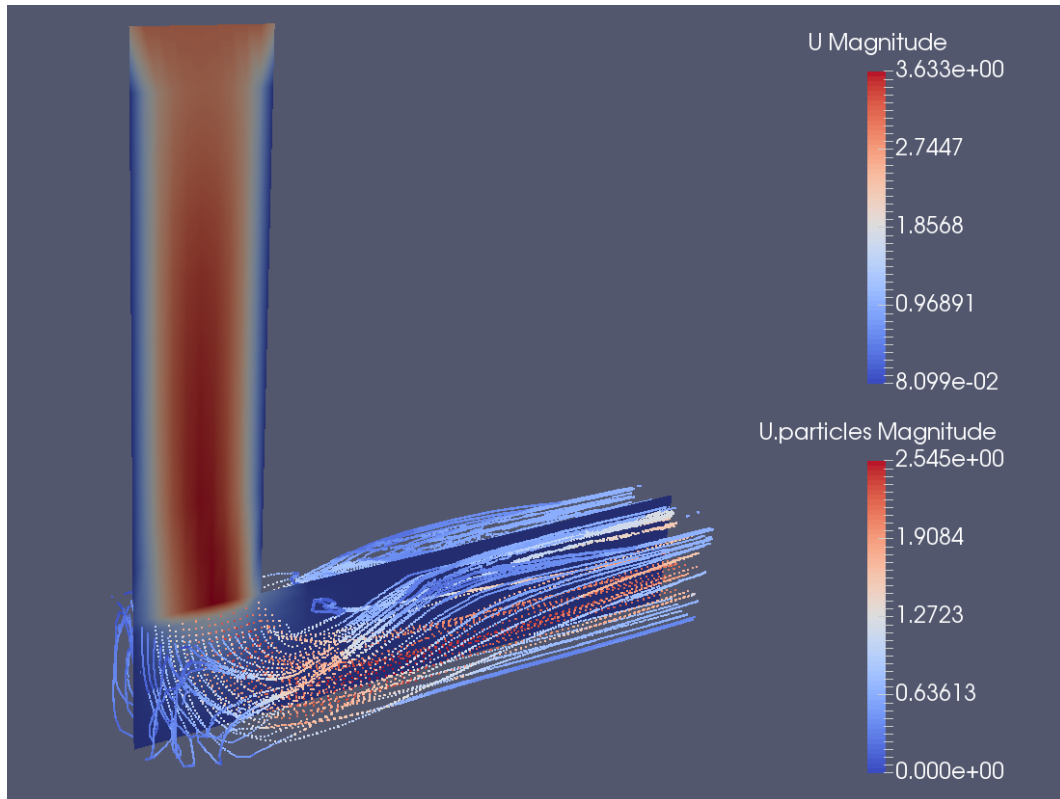 U Magnitude
3.633e+00
2.7447
1.8568
0.96891
8.099e-02
U.particles Magnitude
2.545e+00
1.9084
1.2723
0.63613
0.000e+00